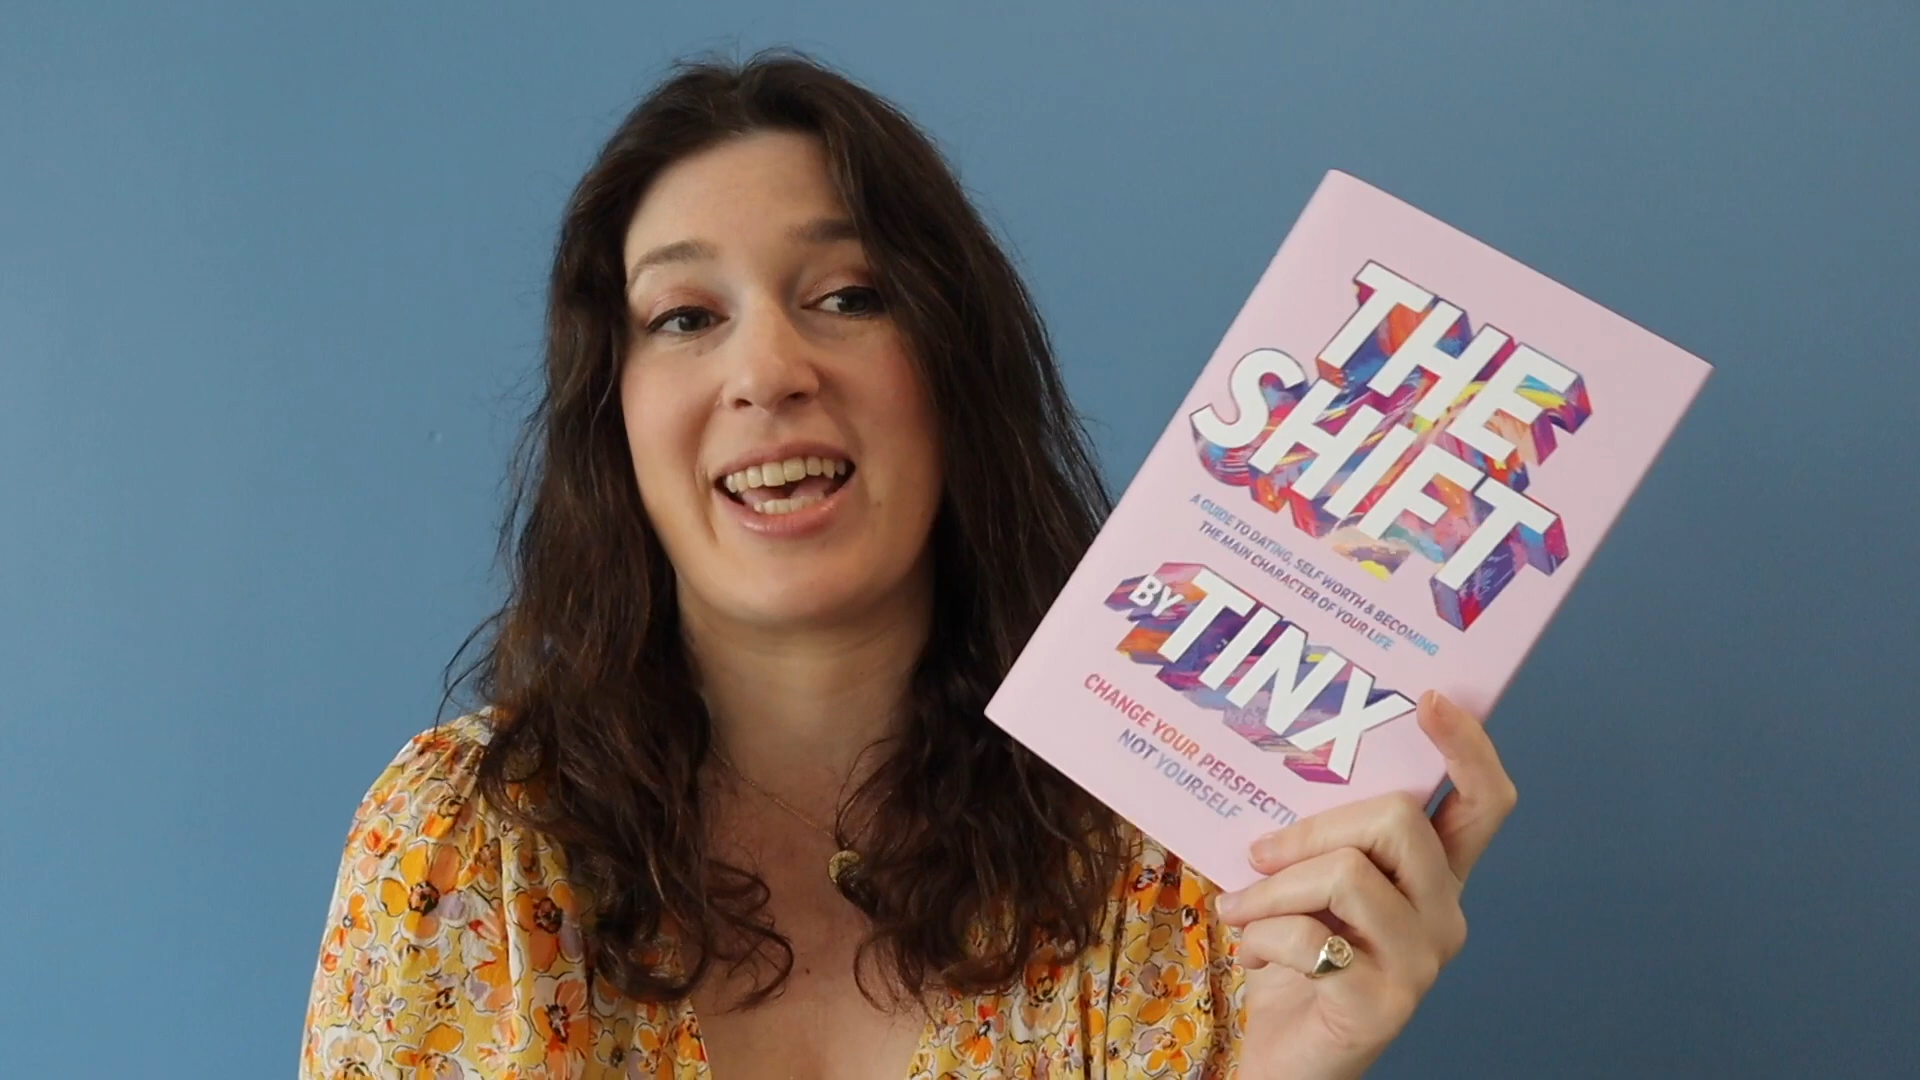 THE
SHIFT
A GUIDE TO DATING, SELF WORTH & BECOMING
THE MAIN CHARACTER OF YOUR LIFE
BY TINX
CHANGE YOUR PERSPECTIV
NOT YOURSELF